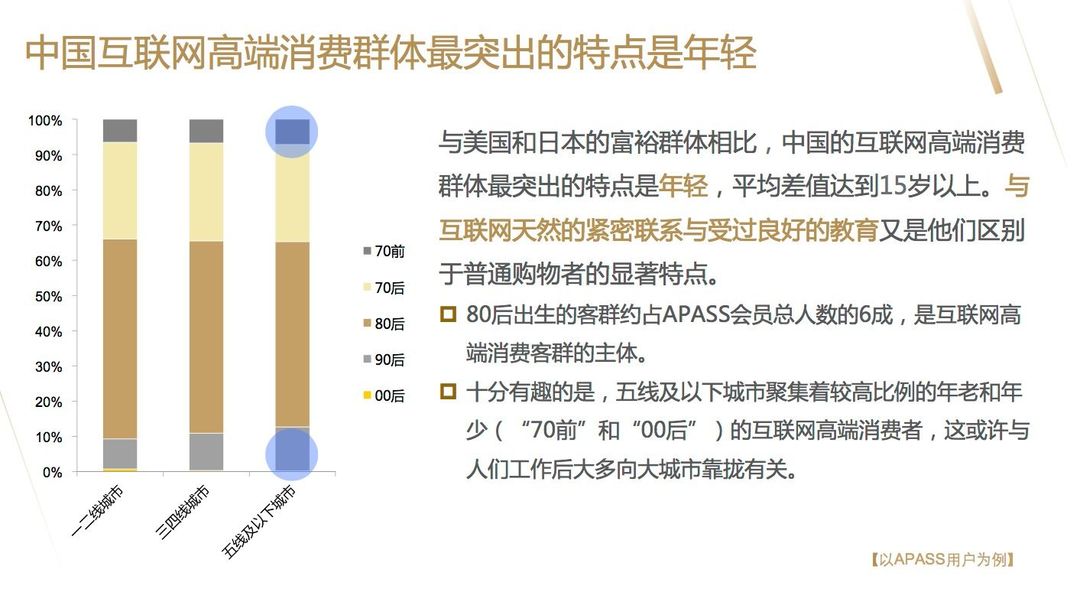 中国互联网高端消费群体最突出的特点是年轻
100%
90%
80%
70%
60%
50%
40%
30%
20%
10%
0%
一二线城市
三四线城市
五线及以下城市
70前
70后
80后
90后
00后
与美国和日本的富裕群体相比，中国的互联网高端消费
群体最突出的特点是年轻，平均差值达到15岁以上。与
互联网天然的紧密联系与受过良好的教育又是他们区别
于普通购物者的显著特点。
80后出生的客群约占APASS会员总人数的6成，是互联网高
端消费客群的主体。
十分有趣的是，五线及以下城市聚集着较高比例的年老和年
少（“70前”和“00后”）的互联网高端消费者，这或许与
人们工作后大多向大城市靠拢有关。
【以APASS用户为例】